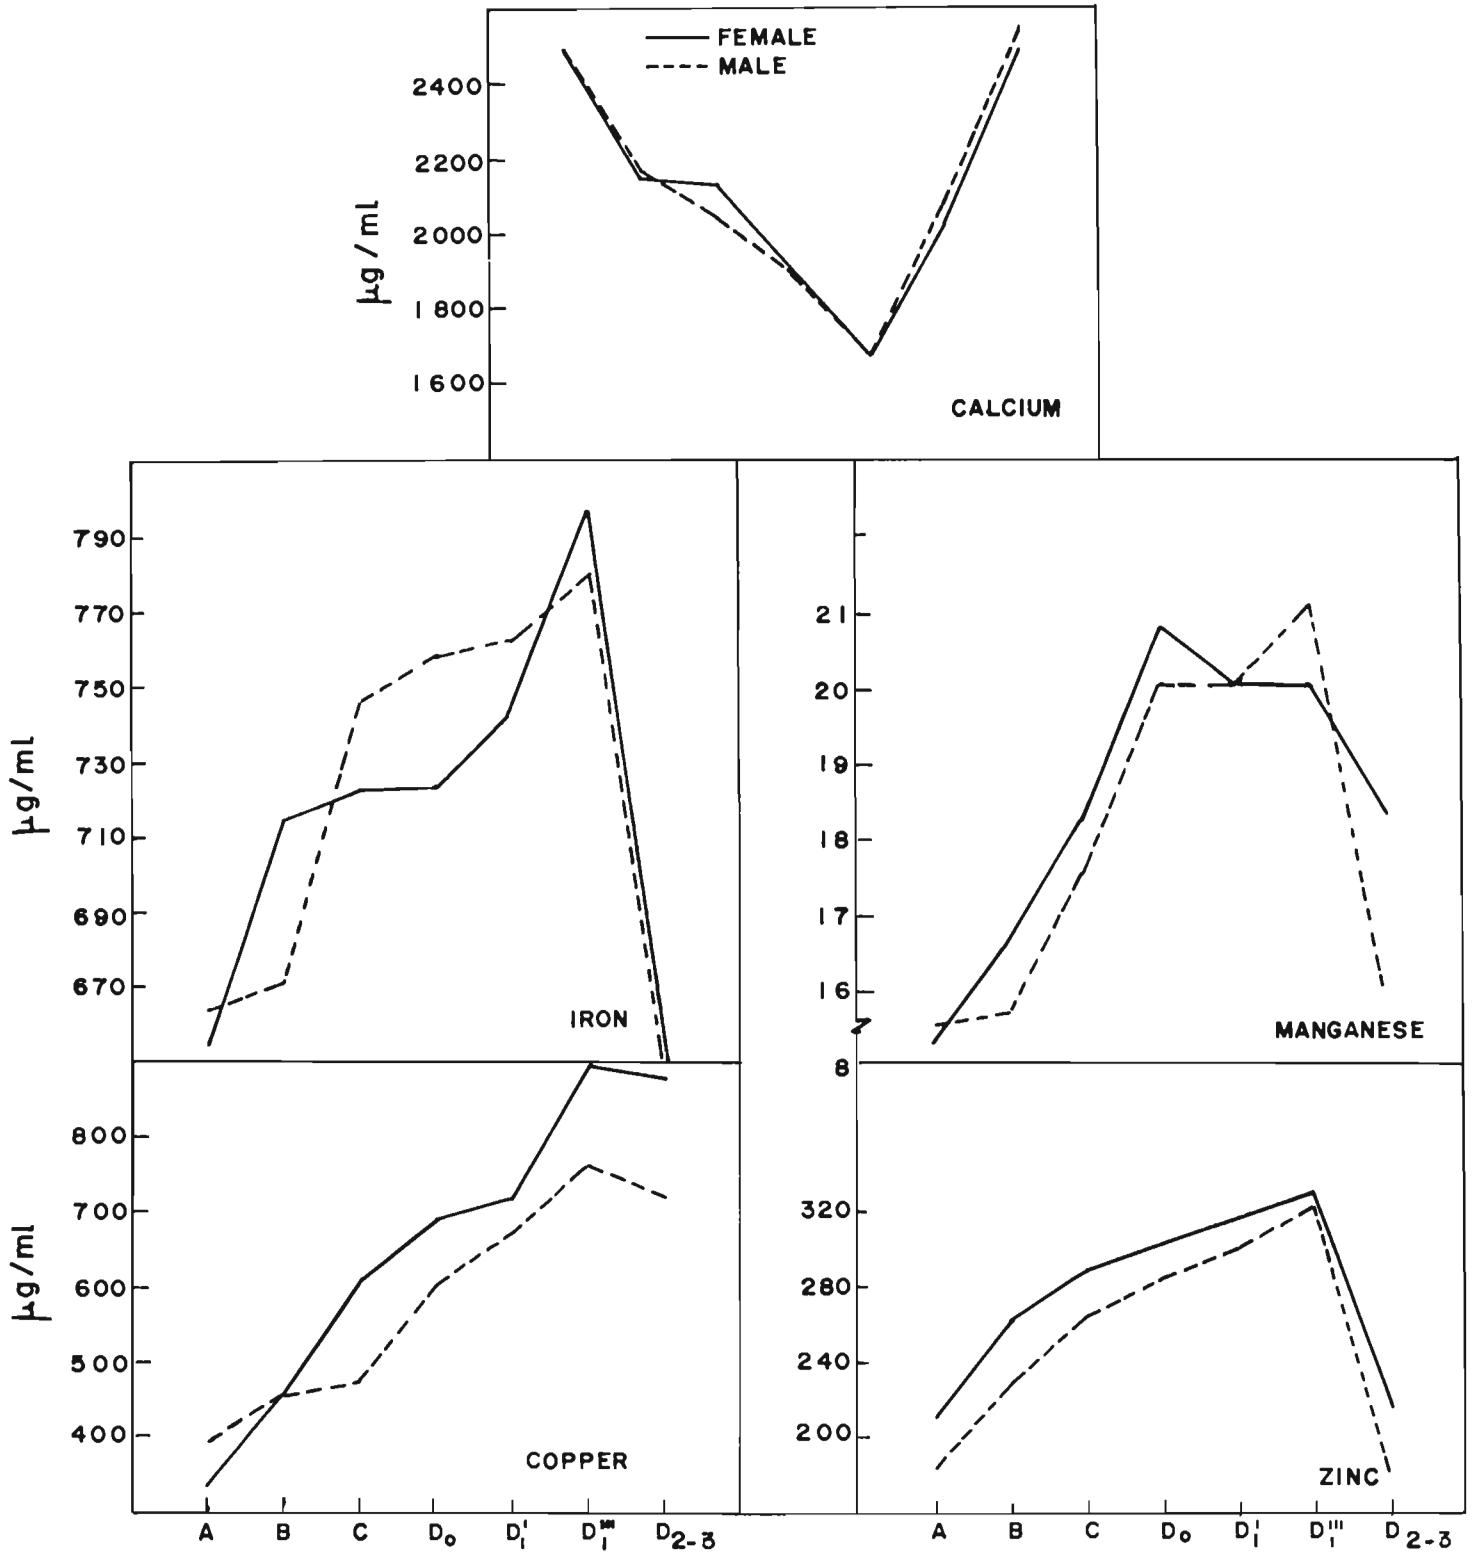 FEMALE
MALE
2400
2200
2000
1800
1600
µg/ml
CALCIUM
790
770
750
730
710
690
670
µg/ml
IRON
21
20
19
18
17
16
8
MANGANESE
800
700
600
500
400
µg/ml
COPPER
A B C D₀ D₁' D₁''' D₂₋₃
320
280
240
200
ZINC
A B C D₀ D₁' D₁''' D₂₋₃